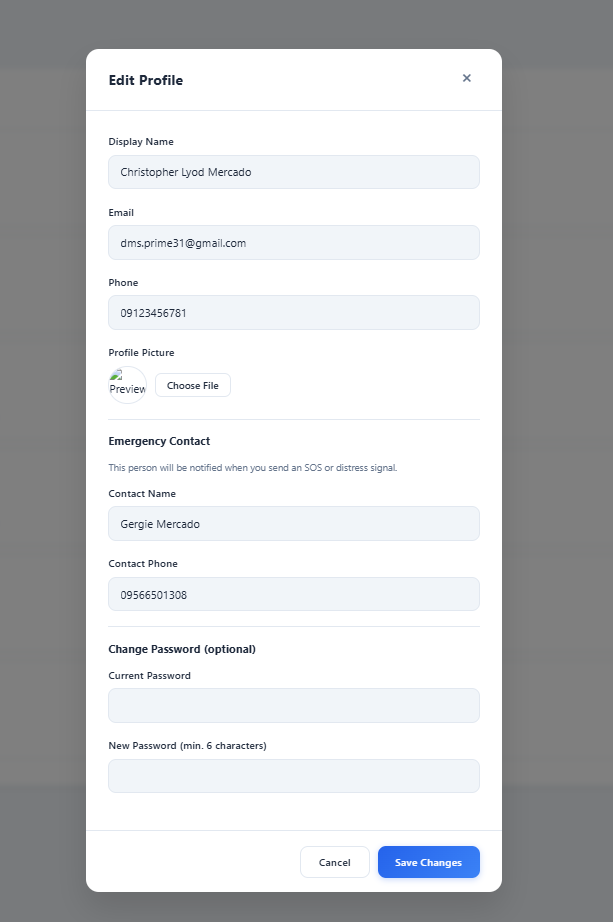 Edit Profile ×
Display Name
Christopher Lyod Mercado
Email
dms.prime31@gmail.com
Phone
09123456781
Profile Picture
Preview Choose File
Emergency Contact
This person will be notified when you send an SOS or distress signal.
Contact Name
Gergie Mercado
Contact Phone
09566501308
Change Password (optional)
Current Password
New Password (min. 6 characters)
Cancel Save Changes